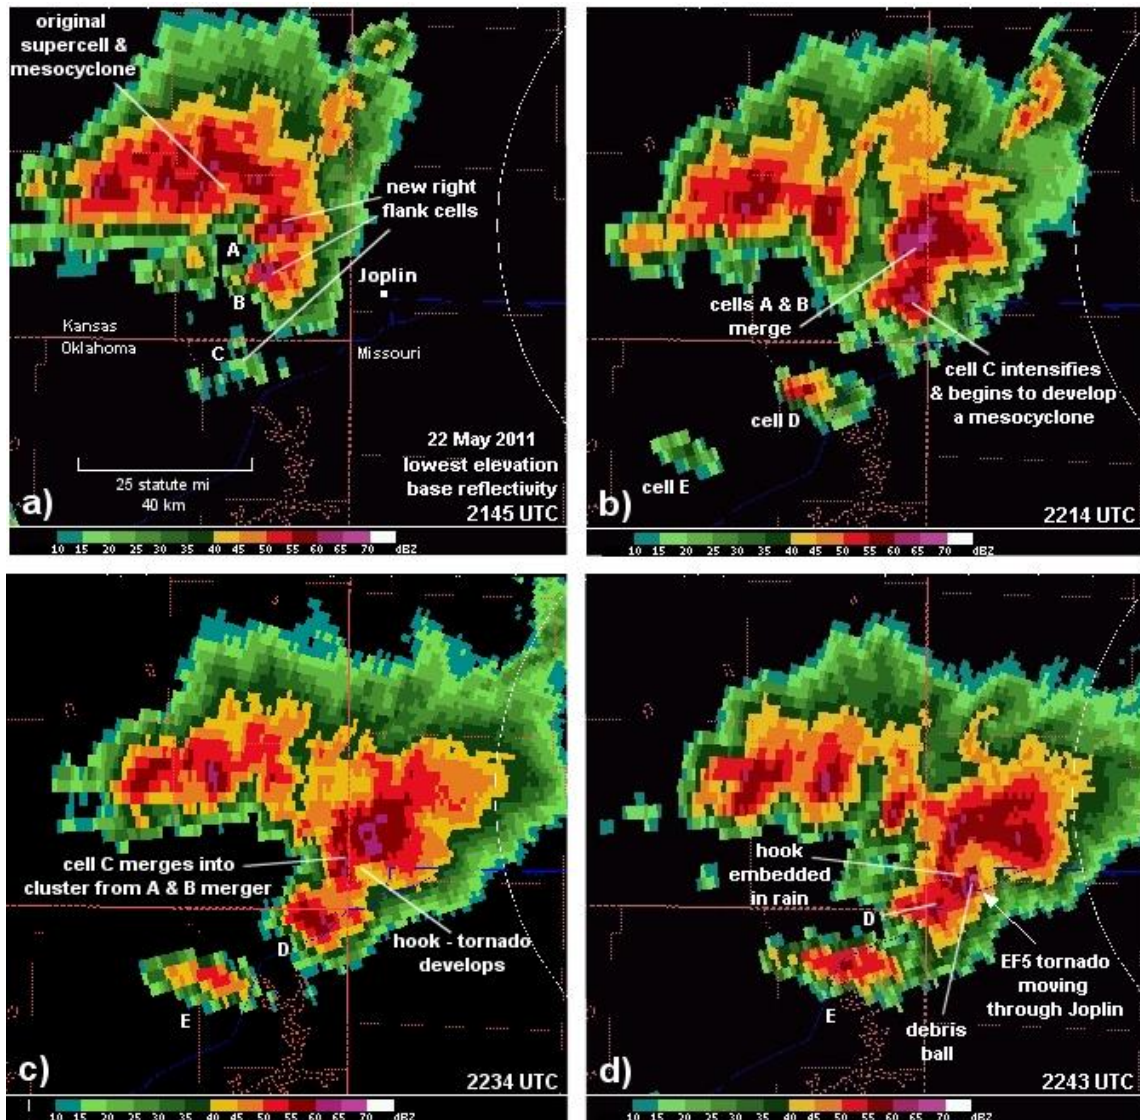 original
supercell &
mesocyclone
new right
flank cells
A
B
Joplin
Kansas
Oklahoma
C
Missouri
22 May 2011
lowest elevation
base reflectivity
25 statute mi
40 km
a)
2145 UTC
10 15 20 25 30 35 40 45 50 55 60 65 70 dBZ
cells A & B
merge
cell C intensifies
& begins to develop
a mesocyclone
cell D
cell E
b)
2214 UTC
10 15 20 25 30 35 40 45 50 55 60 65 70 dBZ
cell C merges into
cluster from A & B merger
D
hook - tornado
develops
E
c)
2234 UTC
10 15 20 25 30 35 40 45 50 55 60 65 70 dBZ
hook
embedded
in rain
D
EF5 tornado
moving
through Joplin
E
debris
ball
d)
2243 UTC
10 15 20 25 30 35 40 45 50 55 60 65 70 dBZ